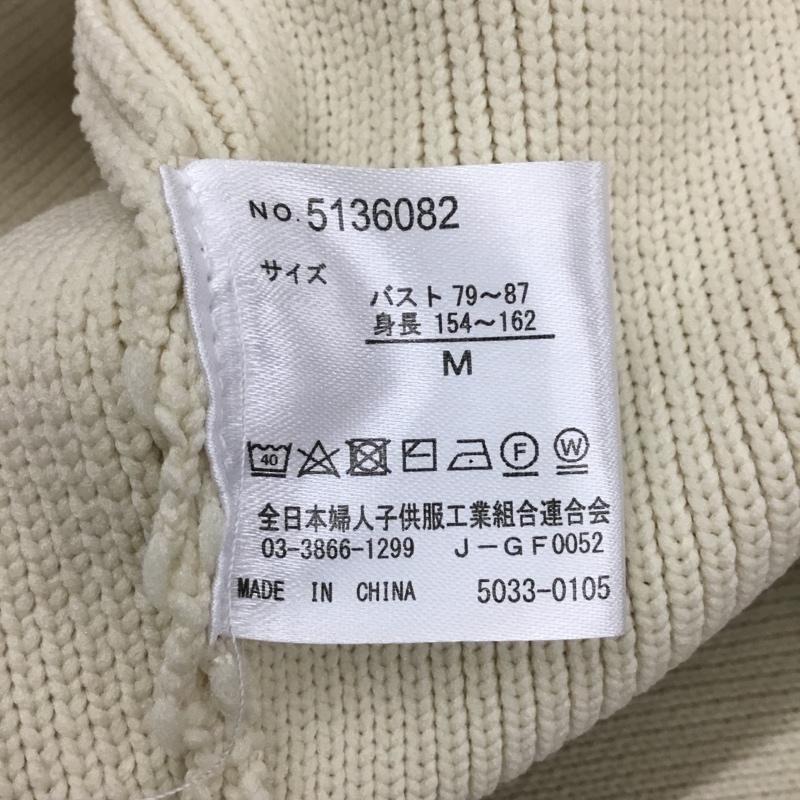 NO. 5136082
サイズ
バスト 79〜87
身長 154〜162
M
40 F W
全日本婦人子供服工業組合連合会
03-3866-1299 J-GF0052
MADE IN CHINA 5033-0105